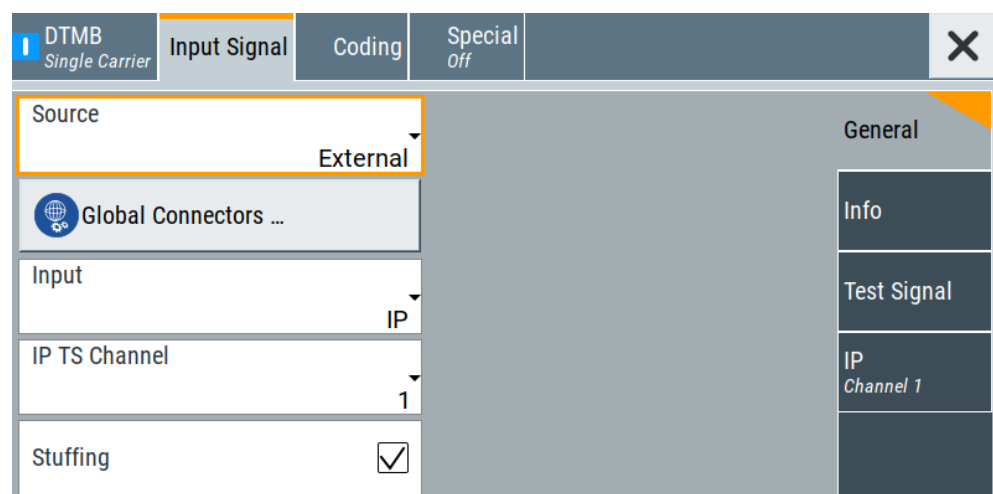 DTMB
Single Carrier
Input Signal
Coding
Special
Off
Source
External
Global Connectors ...
Input
IP
IP TS Channel
1
Stuffing
General
Info
Test Signal
IP
Channel 1